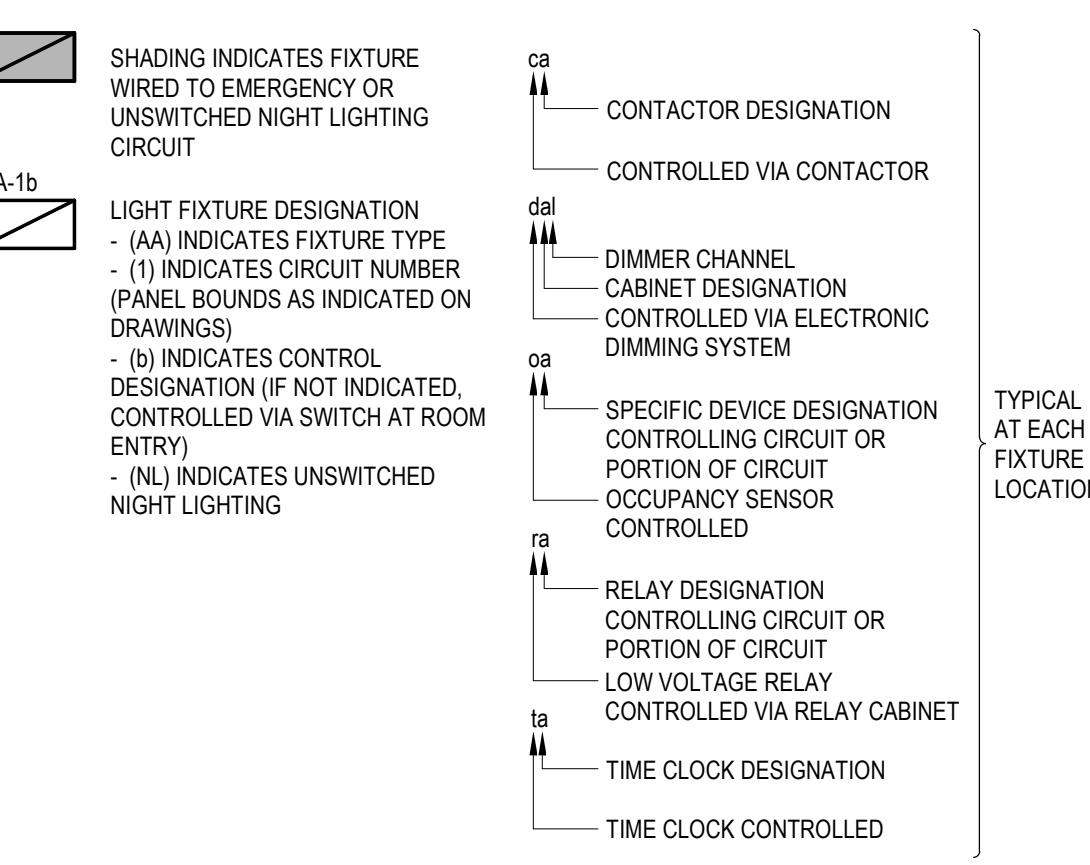 SHADING INDICATES FIXTURE
WIRED TO EMERGENCY OR
UNSWITCHED NIGHT LIGHTING
CIRCUIT
A-1b
LIGHT FIXTURE DESIGNATION
- (AA) INDICATES FIXTURE TYPE
- (1) INDICATES CIRCUIT NUMBER
(PANEL BOUNDS AS INDICATED ON
DRAWINGS)
- (b) INDICATES CONTROL
DESIGNATION (IF NOT INDICATED,
CONTROLLED VIA SWITCH AT ROOM
ENTRY)
- (NL) INDICATES UNSWITCHED
NIGHT LIGHTING
ca
CONTACTOR DESIGNATION
CONTROLLED VIA CONTACTOR
dal
DIMMER CHANNEL
CABINET DESIGNATION
CONTROLLED VIA ELECTRONIC
DIMMING SYSTEM
oa
SPECIFIC DEVICE DESIGNATION
CONTROLLING CIRCUIT OR
PORTION OF CIRCUIT
OCCUPANCY SENSOR
CONTROLLED
ra
RELAY DESIGNATION
CONTROLLING CIRCUIT OR
PORTION OF CIRCUIT
LOW VOLTAGE RELAY
CONTROLLED VIA RELAY CABINET
ta
TIME CLOCK DESIGNATION
TIME CLOCK CONTROLLED
TYPICAL
AT EACH
FIXTURE
LOCATION